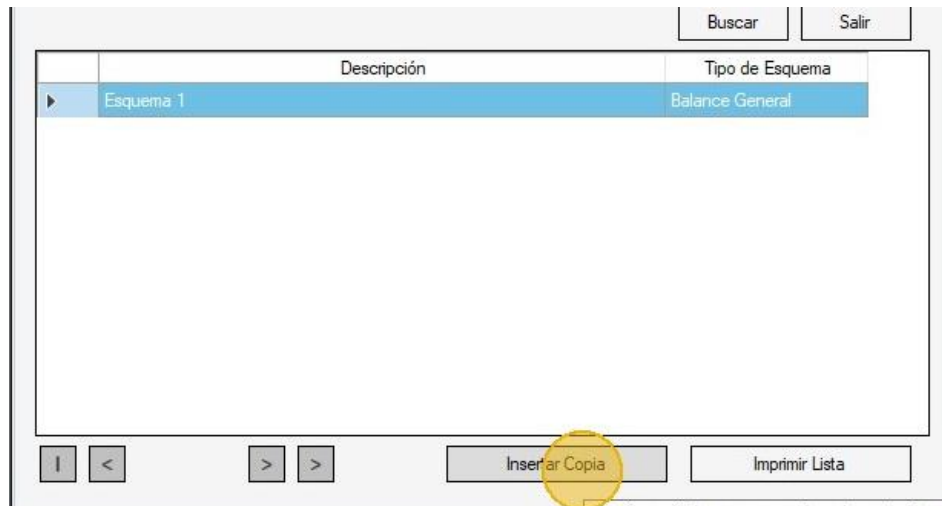 Buscar Salir
Descripción Tipo de Esquema
Esquema 1 Balance General
I < > > Insertar Copia Imprimir Lista